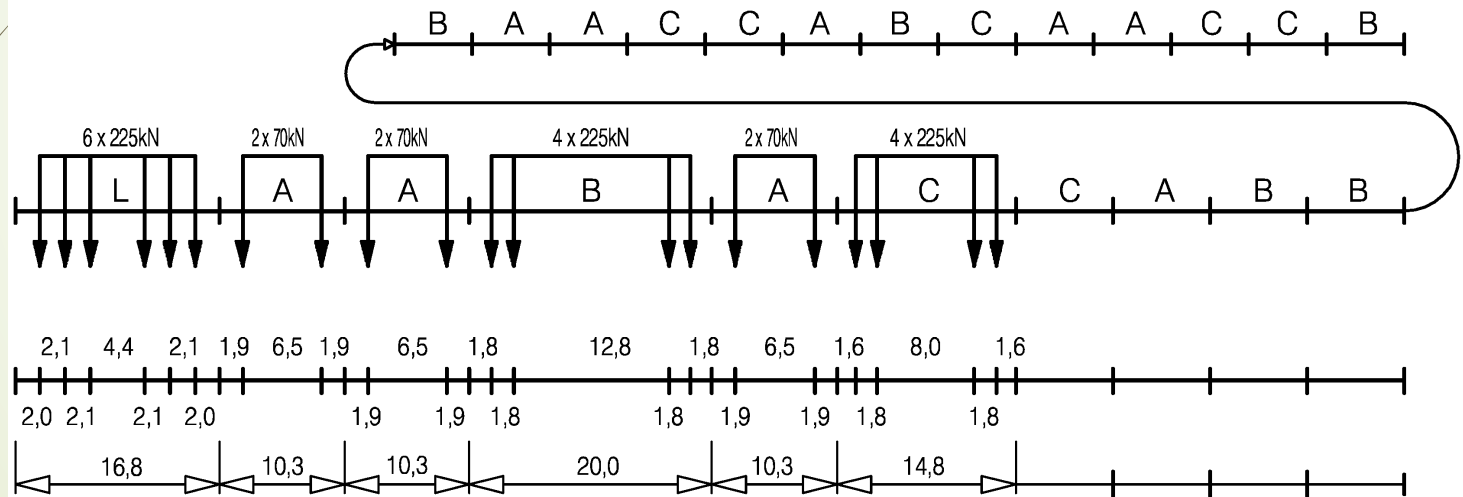 B A A C C A B C A A C C B
6 x 225kN 2 x 70kN 2 x 70kN 4 x 225kN 2 x 70kN 4 x 225kN
L A A B A C C A B B
2,1 4,4 2,1 1,9 6,5 1,9 6,5 1,8 12,8 1,8 6,5 1,6 8,0 1,6
2,0 2,1 2,1 2,0 1,9 1,9 1,8 1,8 1,9 1,9 1,8 1,8
16,8 10,3 10,3 20,0 10,3 14,8